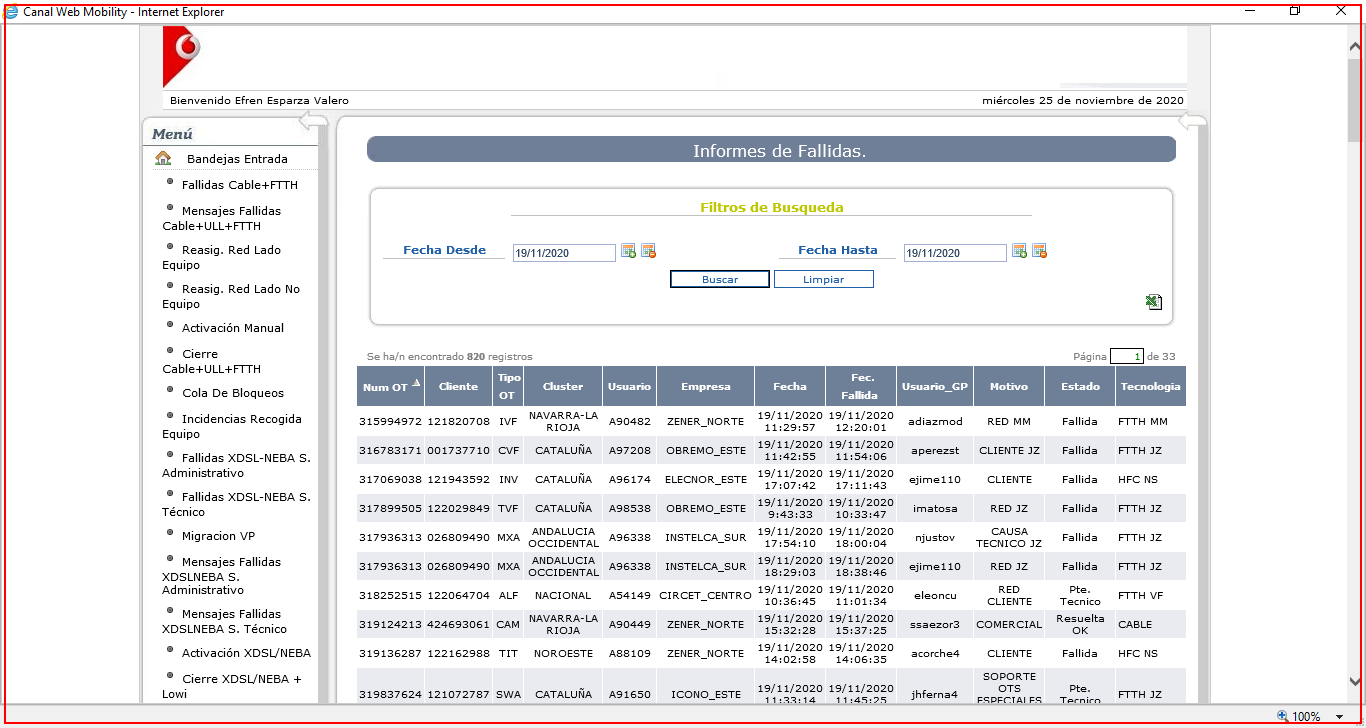 Canal Web Mobility - Internet Explorer
Bienvenido Efren Esparza Valero
miércoles 25 de noviembre de 2020
Menú
Bandejas Entrada
Fallidas Cable+FTTH
Mensajes Fallidas
Cable+ULL+FTTH
Reasig. Red Lado
Equipo
Reasig. Red Lado No
Equipo
Activación Manual
Cierre
Cable+ULL+FTTH
Cola De Bloqueos
Incidencias Recogida
Equipo
Fallidas XDSL-NEBA S.
Administrativo
Fallidas XDSL-NEBA S.
Técnico
Migracion VP
Mensajes Fallidas
XDSLNEBA S.
Administrativo
Mensajes Fallidas
XDSLNEBA S. Técnico
Activación XDSL/NEBA
Cierre XDSL/NEBA +
Lowi
Informes de Fallidas.
Filtros de Busqueda
Fecha Desde 19/11/2020 Fecha Hasta 19/11/2020
Buscar Limpiar
Se ha/n encontrado 820 registros Página 1 de 33
Num OT Cliente Tipo OT Cluster Usuario Empresa Fecha Fec. Fallida Usuario_GP Motivo Estado Tecnologia
315994972 121820708 IVF NAVARRA-LA RIOJA A90482 ZENER_NORTE 19/11/2020 11:29:57 19/11/2020 12:20:01 adiazmod RED MM Fallida FTTH MM
316783171 001737710 CVF CATALUÑA A97208 OBREMO_ESTE 19/11/2020 11:42:55 19/11/2020 11:54:06 aperezst CLIENTE JZ Fallida FTTH JZ
317069038 121943592 INV CATALUÑA A96174 ELECNOR_ESTE 19/11/2020 17:07:42 19/11/2020 17:11:43 ejime110 CLIENTE Fallida HFC NS
317899505 122029849 TVF CATALUÑA A98538 OBREMO_ESTE 19/11/2020 9:43:33 19/11/2020 10:33:47 imatosa RED JZ Fallida FTTH JZ
317936313 026809490 MXA ANDALUCIA OCCIDENTAL A96338 INSTELCA_SUR 19/11/2020 17:54:10 19/11/2020 18:00:04 njustov CAUSA TECNICO JZ Fallida FTTH JZ
317936313 026809490 MXA ANDALUCIA OCCIDENTAL A96338 INSTELCA_SUR 19/11/2020 18:29:03 19/11/2020 18:38:46 ejime110 RED JZ Fallida FTTH JZ
318252515 122064704 ALF NACIONAL A54149 CIRCET_CENTRO 19/11/2020 10:36:45 19/11/2020 11:01:34 eleoncu RED CLIENTE Pte. Tecnico FTTH VF
319124213 424693061 CAM NAVARRA-LA RIOJA A90449 ZENER_NORTE 19/11/2020 15:32:28 19/11/2020 15:37:25 ssaezor3 COMERCIAL Resuelta OK CABLE
319136287 122162988 TIT NOROESTE A88109 ZENER_NORTE 19/11/2020 14:02:58 19/11/2020 14:06:35 acorche4 CLIENTE Fallida HFC NS
319837624 121072787 SWA CATALUÑA A91650 ICONO_ESTE 19/11/2020 11:33:14 19/11/2020 11:45:25 jhferna4 SOPORTE OTS ESPECIALES Pte. Tecnico FTTH JZ
100%